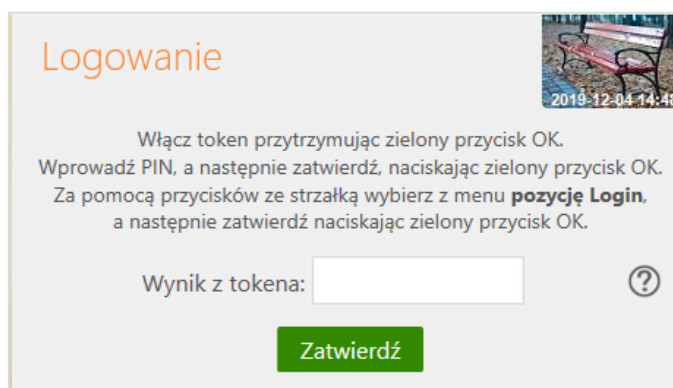 Logowanie
2019-12-04 14:48
Włącz token przytrzymując zielony przycisk OK.
Wprowadź PIN, a następnie zatwierdź, naciskając zielony przycisk OK.
Za pomocą przycisków ze strzałką wybierz z menu pozycję Login,
a następnie zatwierdź naciskając zielony przycisk OK.
Wynik z tokena:
?
Zatwierdź